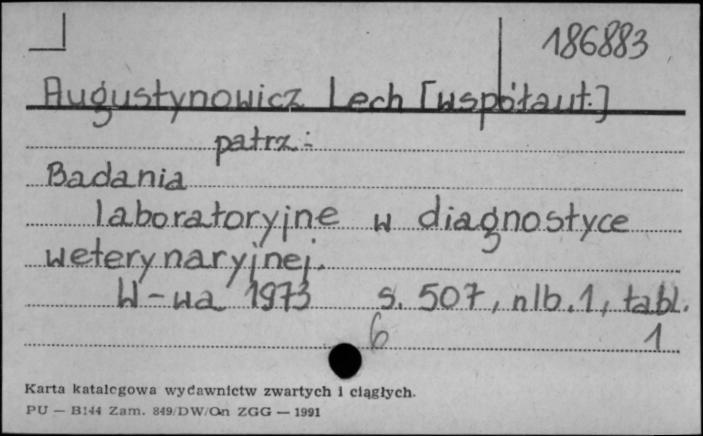 186883
Augustynowicz Lech [współaut.]
patrz:
Badania
laboratoryjne w diagnostyce
weterynaryjnej.
W-wa 1973 s. 507, nlb. 1, tabl.
6 1
Karta katalogowa wydawnictw zwartych i ciągłych.
PU — B144 Zam. 849/DW/On ZGG — 1991